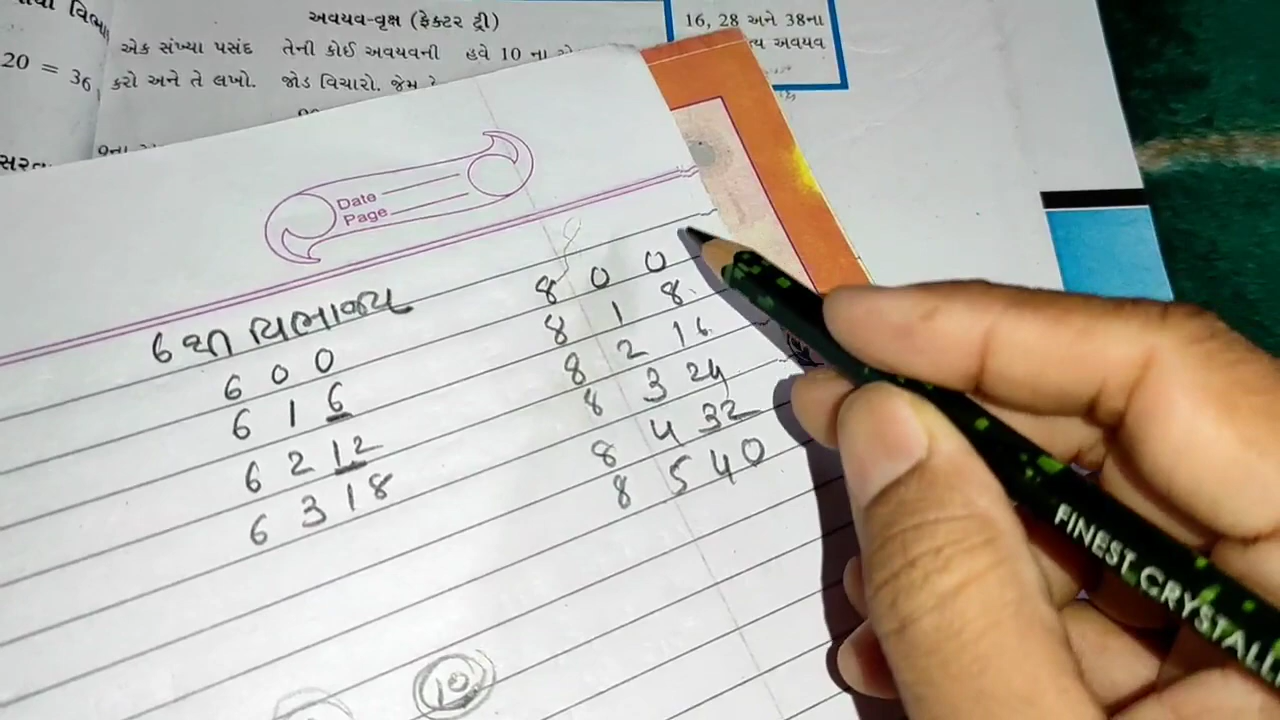 અવયવ-વૃક્ષ (ફેક્ટર ટ્રી)
એક સંખ્યા પસંદ
કરો અને તે લખો.
તેની કોઈ અવયવની
જોડ વિચારો. જેમ કે
હવે 10 ના
16, 28 અને 38ના
અવયવ
20 = 36
Date
Page
6 થી વિભાજ્ય
6 0 0
6 1 6
6 2 12
6 3 18
8 0 0
8 1 8
8 2 16
8 3 24
8 4 32
8 5 40
10
FINEST CRYSTALL